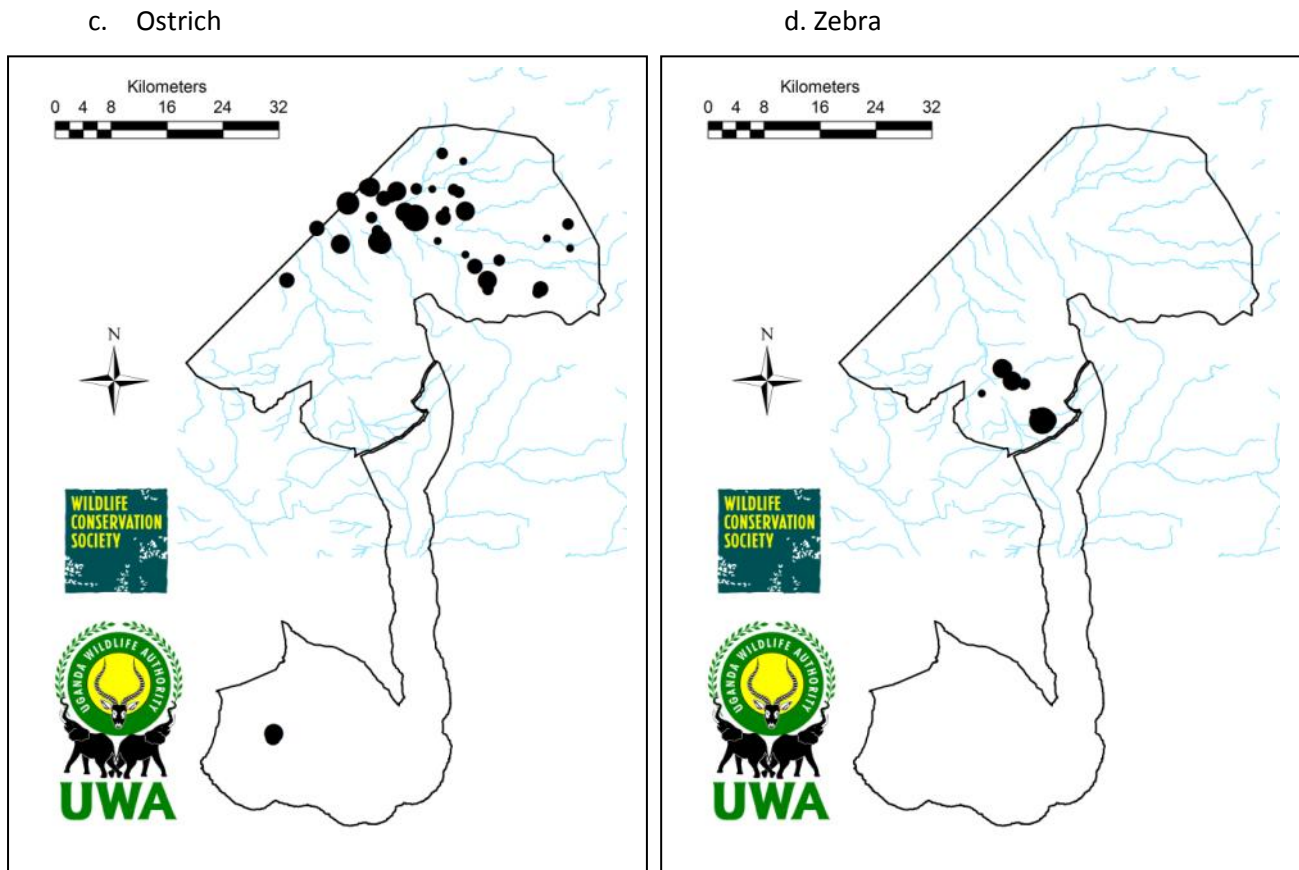 c. Ostrich
d. Zebra
Kilometers
0 4 8 16 24 32
N
WILDLIFE
CONSERVATION
SOCIETY
UGANDA WILDLIFE AUTHORITY
UWA
Kilometers
0 4 8 16 24 32
N
WILDLIFE
CONSERVATION
SOCIETY
UGANDA WILDLIFE AUTHORITY
UWA